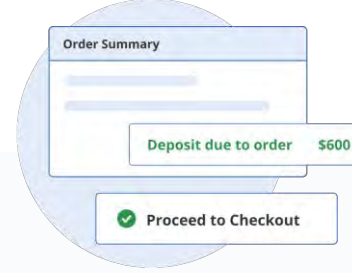 Order Summary
Deposit due to order $600
Proceed to Checkout